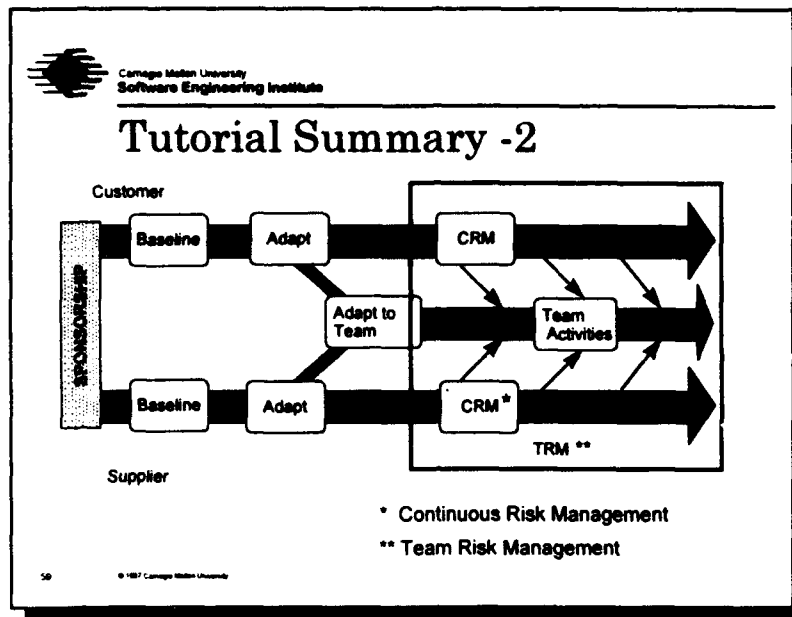 Carnegie Mellon University
Software Engineering Institute
Tutorial Summary -2
Customer
SPONSORSHIP
Baseline
Adapt
CRM
Adapt to
Team
Team
Activities
Baseline
Adapt
CRM *
TRM **
Supplier
* Continuous Risk Management
** Team Risk Management
59
© 1997 Carnegie Mellon University